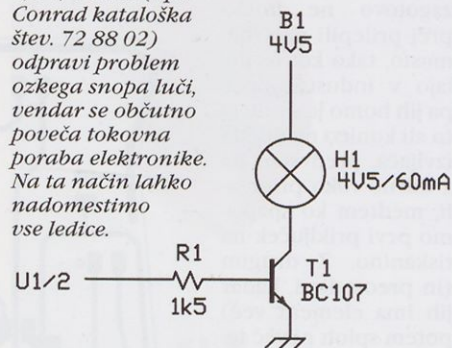 Conrad kataloška
štev. 72 88 02)
odpravi problem
ozkega snopa luči,
vendar se občutno
poveča tokovna
poraba elektronike.
Na ta način lahko
nadomestimo
vse ledice.
B1
4V5
H1
4V5/60mA
R1
U1/2
1k5
T1
BC107